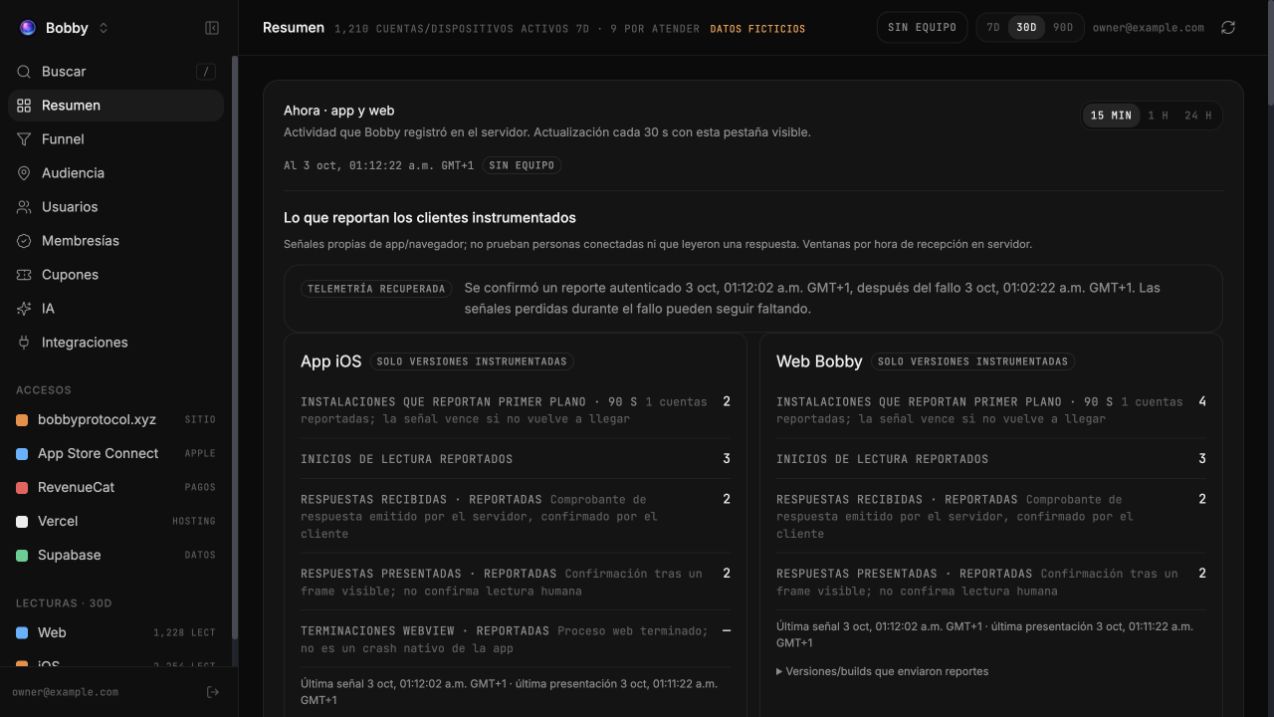 Bobby
Buscar /
Resumen
Funnel
Audiencia
Usuarios
Membresías
Cupones
IA
Integraciones
ACCESOS
bobbyprotocol.xyz SITIO
App Store Connect APPLE
RevenueCat PAGOS
Vercel HOSTING
Supabase DATOS
LECTURAS · 30D
Web 1,228 LECT
iOS
owner@example.com
Resumen 1,210 CUENTAS/DISPOSITIVOS ACTIVOS 7D · 9 POR ATENDER DATOS FICTICIOS
SIN EQUIPO 7D 30D 90D owner@example.com
Ahora · app y web
Actividad que Bobby registró en el servidor. Actualización cada 30 s con esta pestaña visible.
15 MIN 1 H 24 H
Al 3 oct, 01:12:22 a.m. GMT+1 SIN EQUIPO
Lo que reportan los clientes instrumentados
Señales propias de app/navegador; no prueban personas conectadas ni que leyeron una respuesta. Ventanas por hora de recepción en servidor.
TELEMETRÍA RECUPERADA Se confirmó un reporte autenticado 3 oct, 01:12:02 a.m. GMT+1, después del fallo 3 oct, 01:02:22 a.m. GMT+1. Las
señales perdidas durante el fallo pueden seguir faltando.
App iOS SOLO VERSIONES INSTRUMENTADAS
INSTALACIONES QUE REPORTAN PRIMER PLANO · 90 S 1 cuentas 2
reportadas; la señal vence si no vuelve a llegar
INICIOS DE LECTURA REPORTADOS 3
RESPUESTAS RECIBIDAS · REPORTADAS Comprobante de 2
respuesta emitido por el servidor, confirmado por el
cliente
RESPUESTAS PRESENTADAS · REPORTADAS Confirmación tras un 2
frame visible; no confirma lectura humana
TERMINACIONES WEBVIEW · REPORTADAS Proceso web terminado; —
no es un crash nativo de la app
Última señal 3 oct, 01:12:02 a.m. GMT+1 · última presentación 3 oct, 01:11:22 a.m.
GMT+1
Web Bobby SOLO VERSIONES INSTRUMENTADAS
INSTALACIONES QUE REPORTAN PRIMER PLANO · 90 S 1 cuentas 4
reportadas; la señal vence si no vuelve a llegar
INICIOS DE LECTURA REPORTADOS 3
RESPUESTAS RECIBIDAS · REPORTADAS Comprobante de 2
respuesta emitido por el servidor, confirmado por el
cliente
RESPUESTAS PRESENTADAS · REPORTADAS Confirmación tras un 2
frame visible; no confirma lectura humana
Última señal 3 oct, 01:12:02 a.m. GMT+1 · última presentación 3 oct, 01:11:22 a.m.
GMT+1
▸ Versiones/builds que enviaron reportes